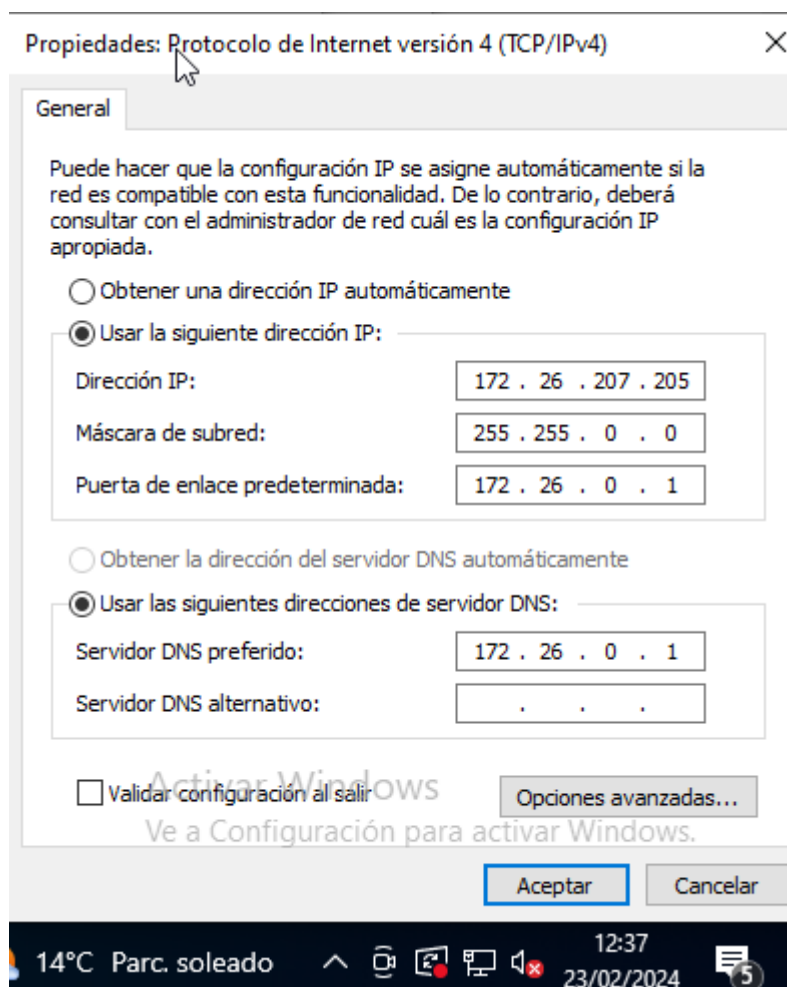 Propiedades: Protocolo de Internet versión 4 (TCP/IPv4)
General
Puede hacer que la configuración IP se asigne automáticamente si la
red es compatible con esta funcionalidad. De lo contrario, deberá
consultar con el administrador de red cuál es la configuración IP
apropiada.
Obtener una dirección IP automáticamente
Usar la siguiente dirección IP:
Dirección IP: 172 . 26 . 207 . 205
Máscara de subred: 255 . 255 . 0 . 0
Puerta de enlace predeterminada: 172 . 26 . 0 . 1
Obtener la dirección del servidor DNS automáticamente
Usar las siguientes direcciones de servidor DNS:
Servidor DNS preferido: 172 . 26 . 0 . 1
Servidor DNS alternativo: . . .
Activar Windows
Validar configuración al salir
Opciones avanzadas...
Ve a Configuración para activar Windows.
Aceptar Cancelar
14°C Parc. soleado
12:37
23/02/2024
5